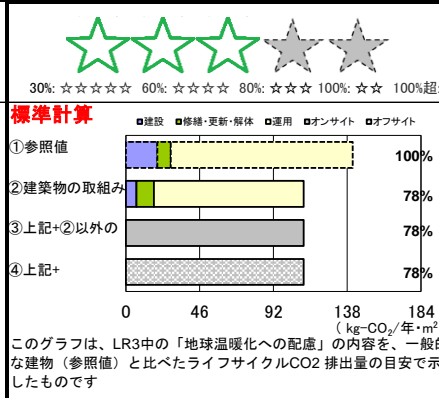 30%: ☆☆☆☆☆ 60%: ☆☆☆☆ 80%: ☆☆☆ 100%: ☆☆ 100%超:
標準計算
建設 修繕・更新・解体 運用 オンサイト オフサイト
①参照値 100%
②建築物の取組み 78%
③上記+②以外の 78%
④上記+ 78%
0 46 92 138 184
( kg-CO₂/年・m²
このグラフは、LR3中の「地球温暖化への配慮」の内容を、一般的
な建物（参照値）と比べたライフサイクルCO2 排出量の目安で示
したものです